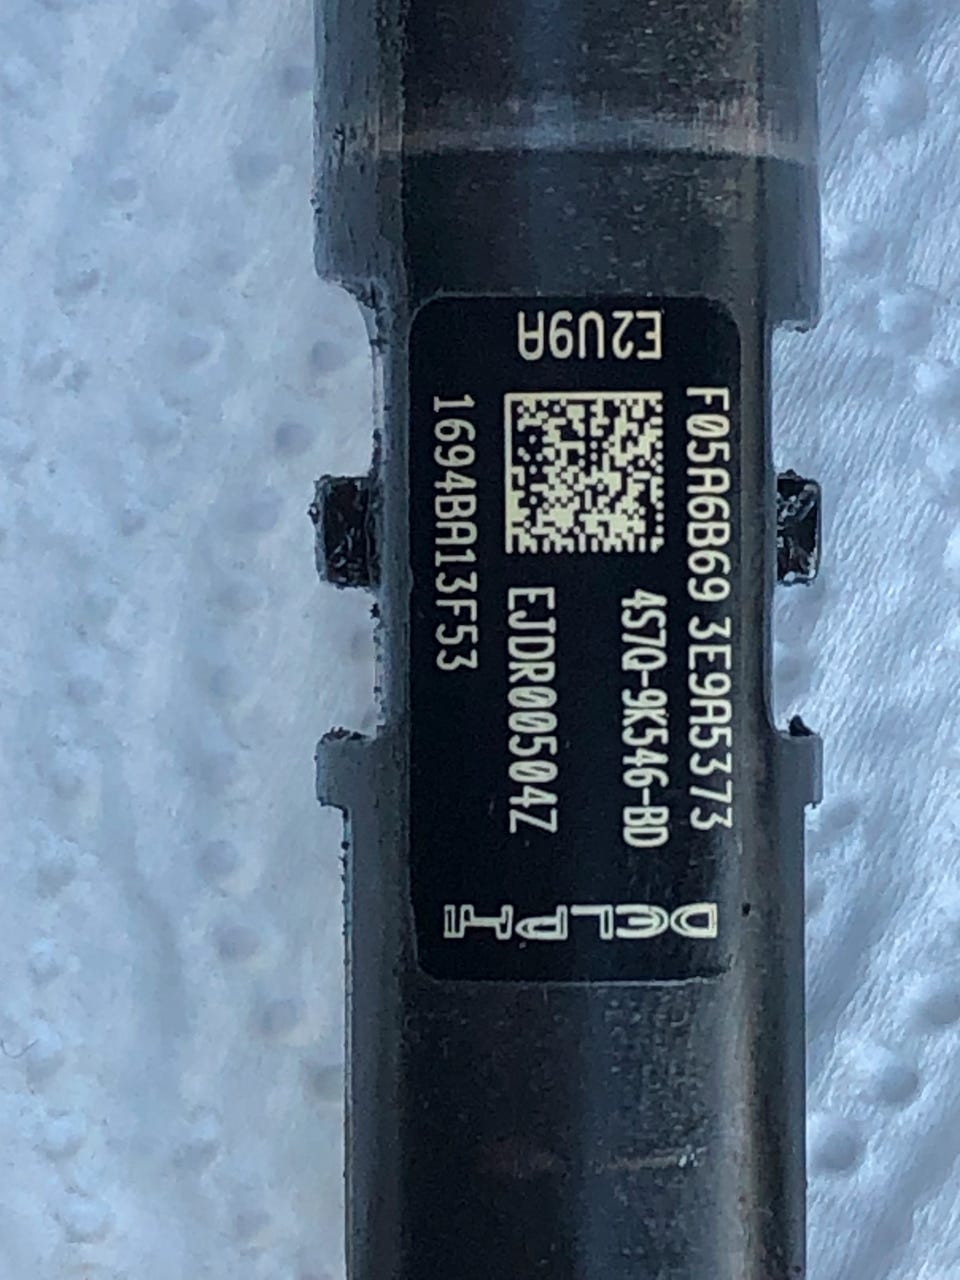 F05A6B69 3E9A5373
4S7Q-9K546-BD
EJDR00504Z
1694BA13F53
E2U9A
DELPHI